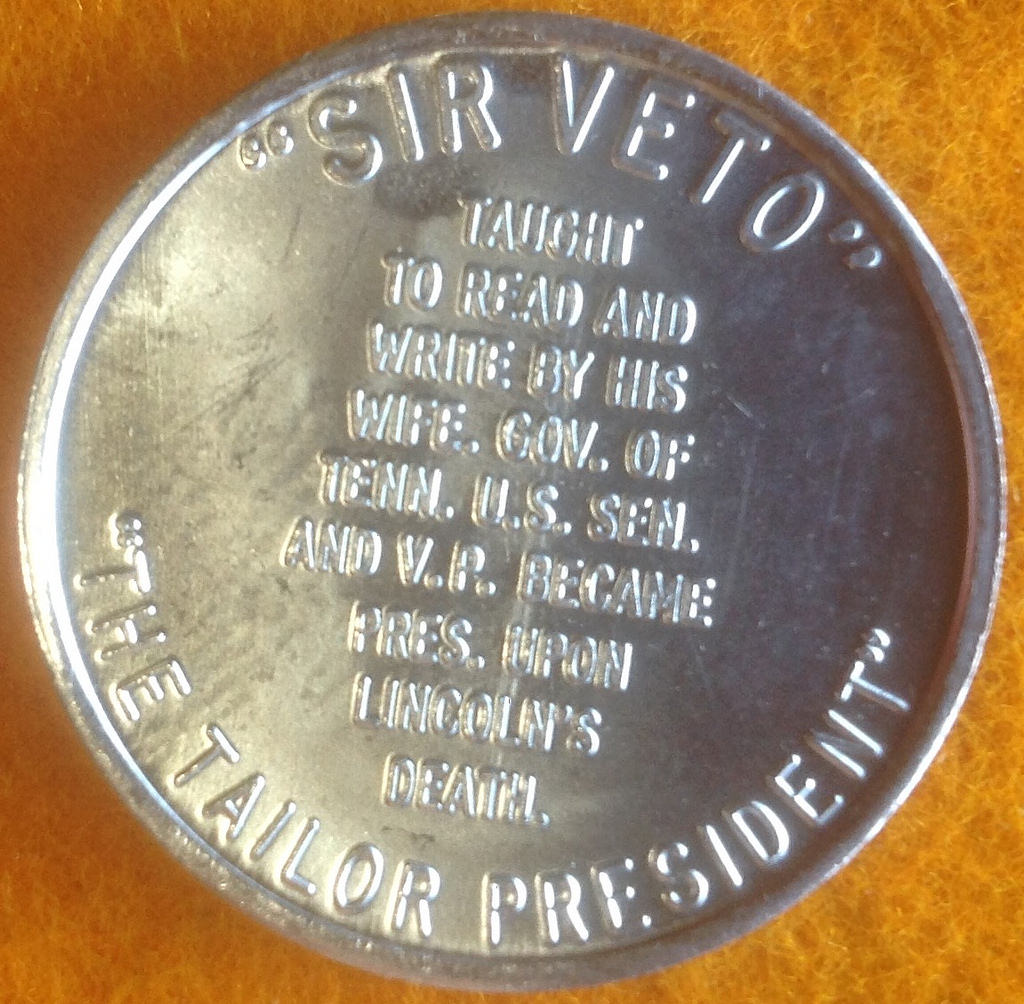 "SIR VETO"
TAUGHT
TO READ AND
WRITE BY HIS
WIFE. GOV. OF
TENN. U.S. SEN.
AND V.P. BECAME
PRES. UPON
LINCOLN'S
DEATH.
"THE TAILOR PRESIDENT"